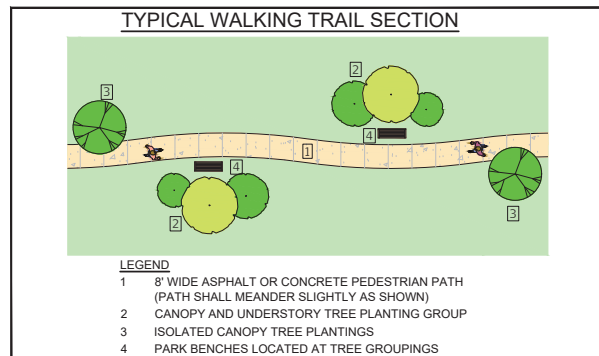 TYPICAL WALKING TRAIL SECTION
2
3
4
1
4
2
3
LEGEND
1 8' WIDE ASPHALT OR CONCRETE PEDESTRIAN PATH
(PATH SHALL MEANDER SLIGHTLY AS SHOWN)
2 CANOPY AND UNDERSTORY TREE PLANTING GROUP
3 ISOLATED CANOPY TREE PLANTINGS
4 PARK BENCHES LOCATED AT TREE GROUPINGS